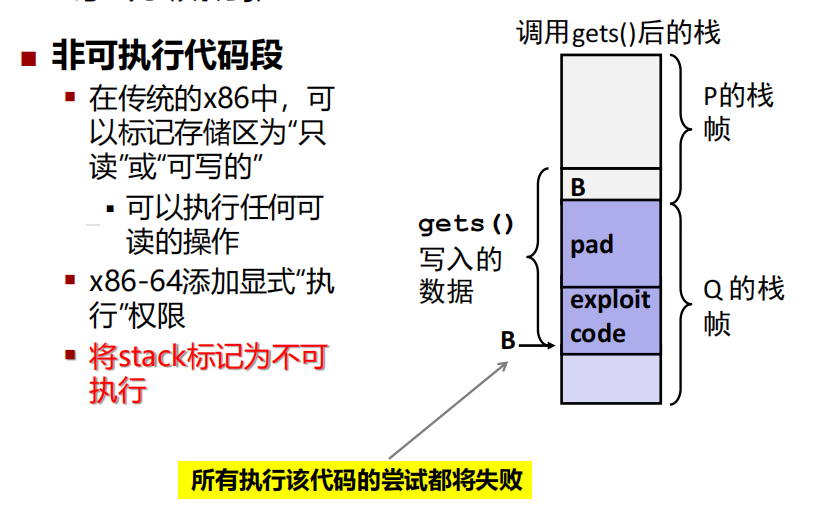 非可执行代码段
在传统的x86中，可
以标记存储区为“只
读”或“可写的”
可以执行任何可
读的操作
x86-64添加显式“执
行”权限
将stack标记为不可
执行
调用gets()后的栈
P的栈
帧
B
gets()
写入的
数据
pad
exploit
code
B
Q 的栈
帧
所有执行该代码的尝试都将失败